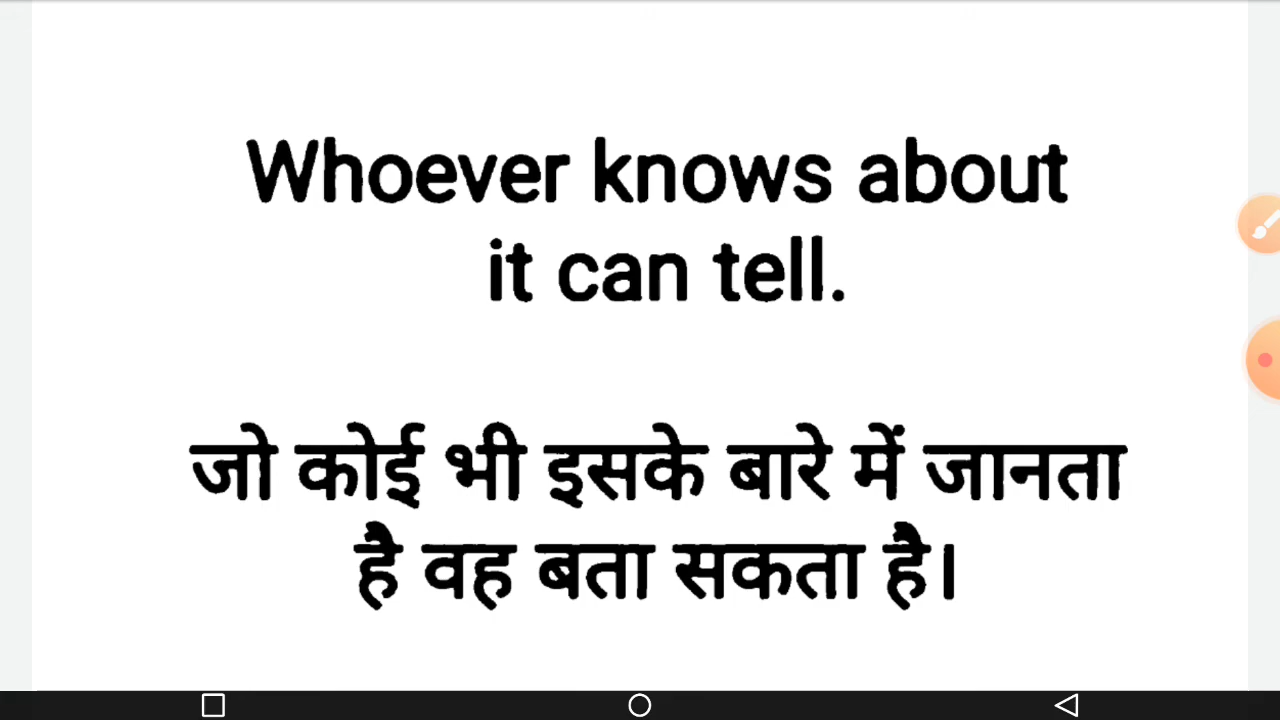 Whoever knows about
it can tell.
जो कोई भी इसके बारे में जानता
है वह बता सकता है।